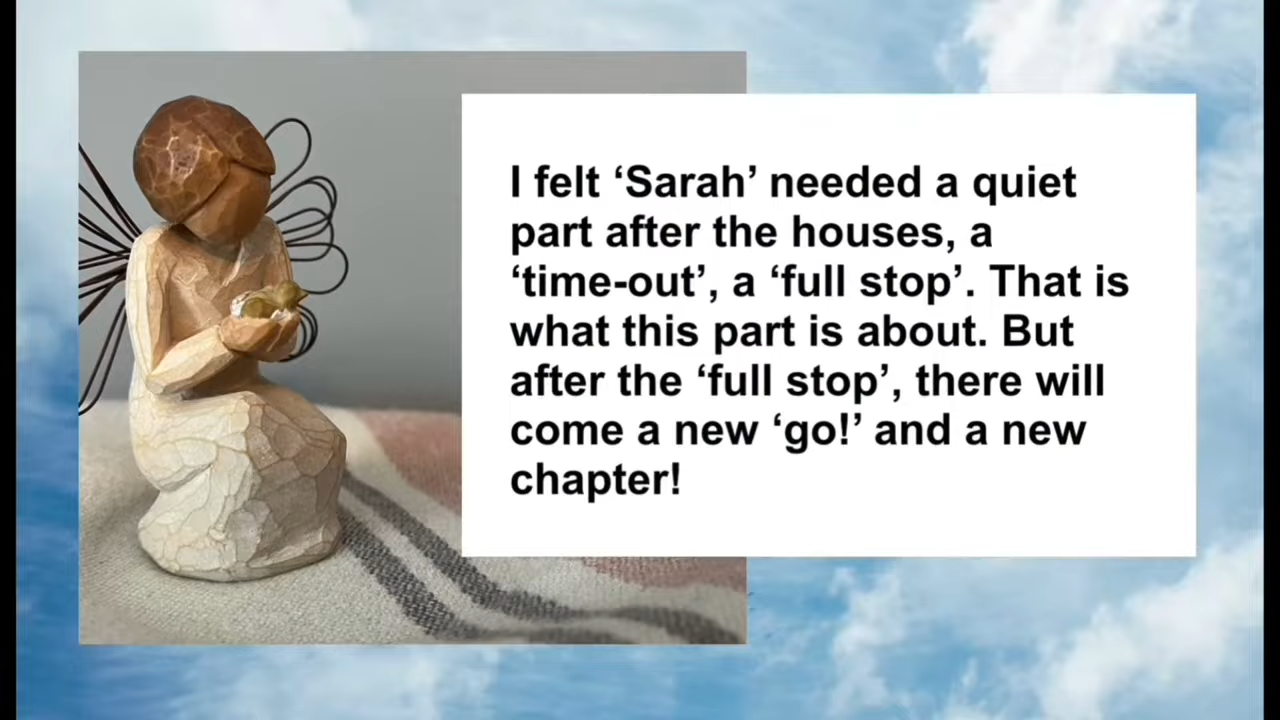 I felt ‘Sarah’ needed a quiet
part after the houses, a
‘time-out’, a ‘full stop’. That is
what this part is about. But
after the ‘full stop’, there will
come a new ‘go!’ and a new
chapter!